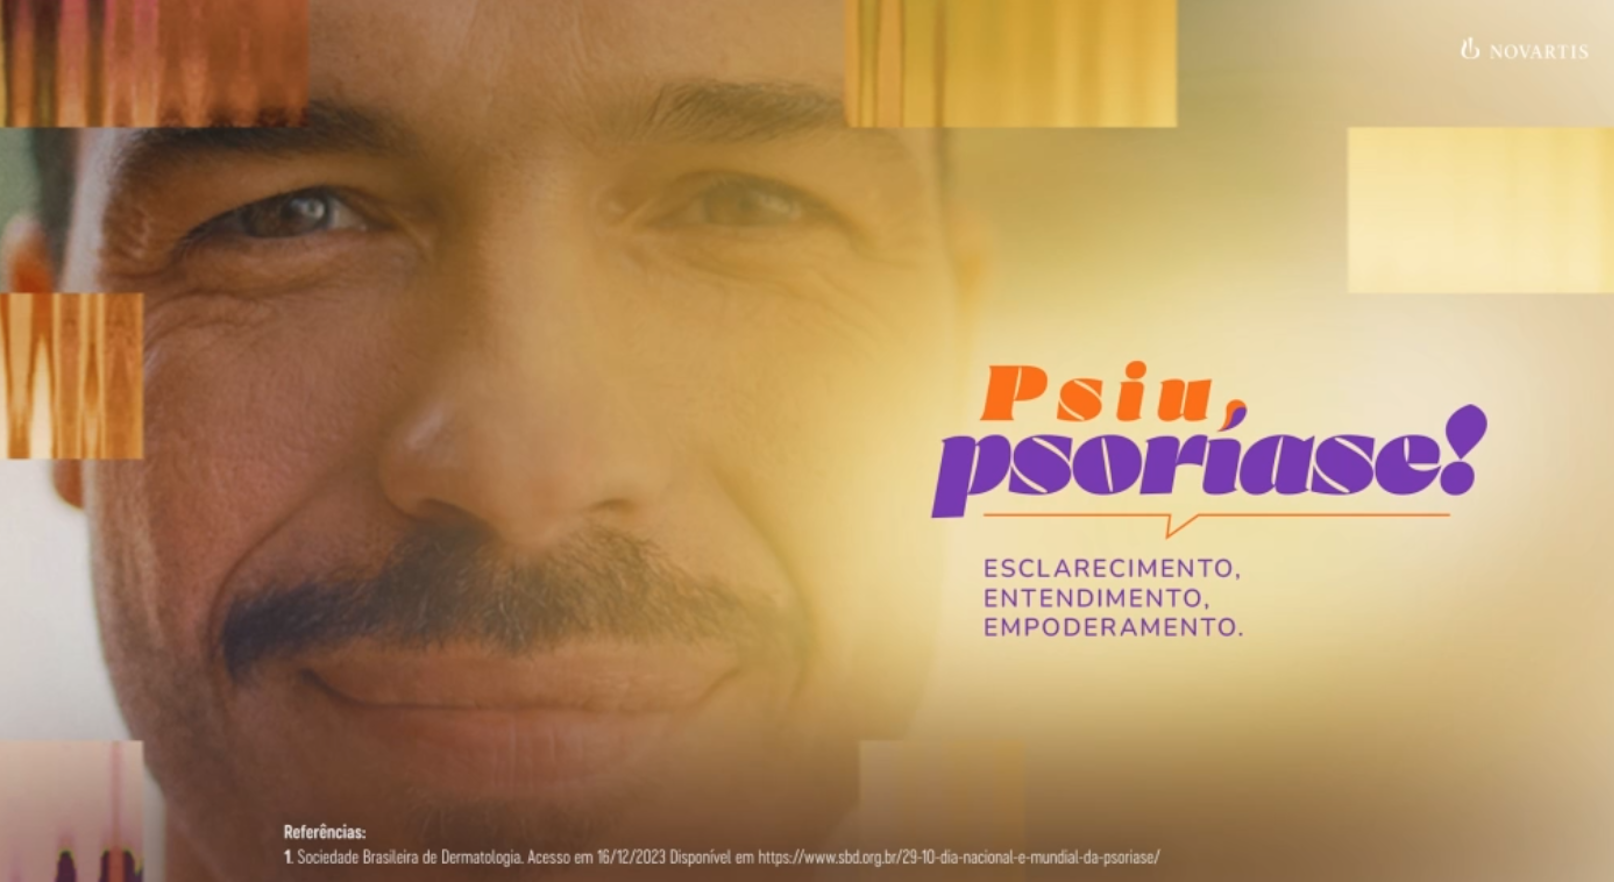 NOVARTIS
Psiu,
psoríase!
ESCLARECIMENTO,
ENTENDIMENTO,
EMPODERAMENTO.
Referências:
1. Sociedade Brasileira de Dermatologia. Acesso em 16/12/2023 Disponível em https://www.sbd.org.br/29-10-dia-nacional-e-mundial-da-psoriase/